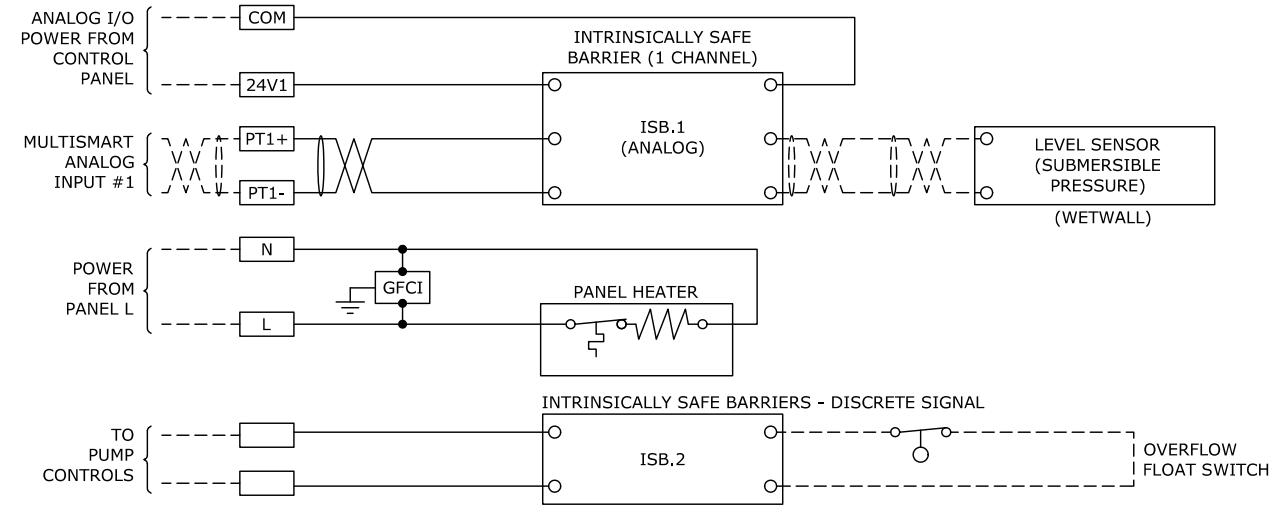 ANALOG I/O
POWER FROM
CONTROL
PANEL
COM
24V1
INTRINSICALLY SAFE
BARRIER (1 CHANNEL)
MULTISMART
ANALOG
INPUT #1
PT1+
PT1-
ISB.1
(ANALOG)
LEVEL SENSOR
(SUBMERSIBLE
PRESSURE)
(WETWALL)
POWER
FROM
PANEL L
N
L
GFCI
PANEL HEATER
INTRINSICALLY SAFE BARRIERS - DISCRETE SIGNAL
TO
PUMP
CONTROLS
ISB.2
OVERFLOW
FLOAT SWITCH